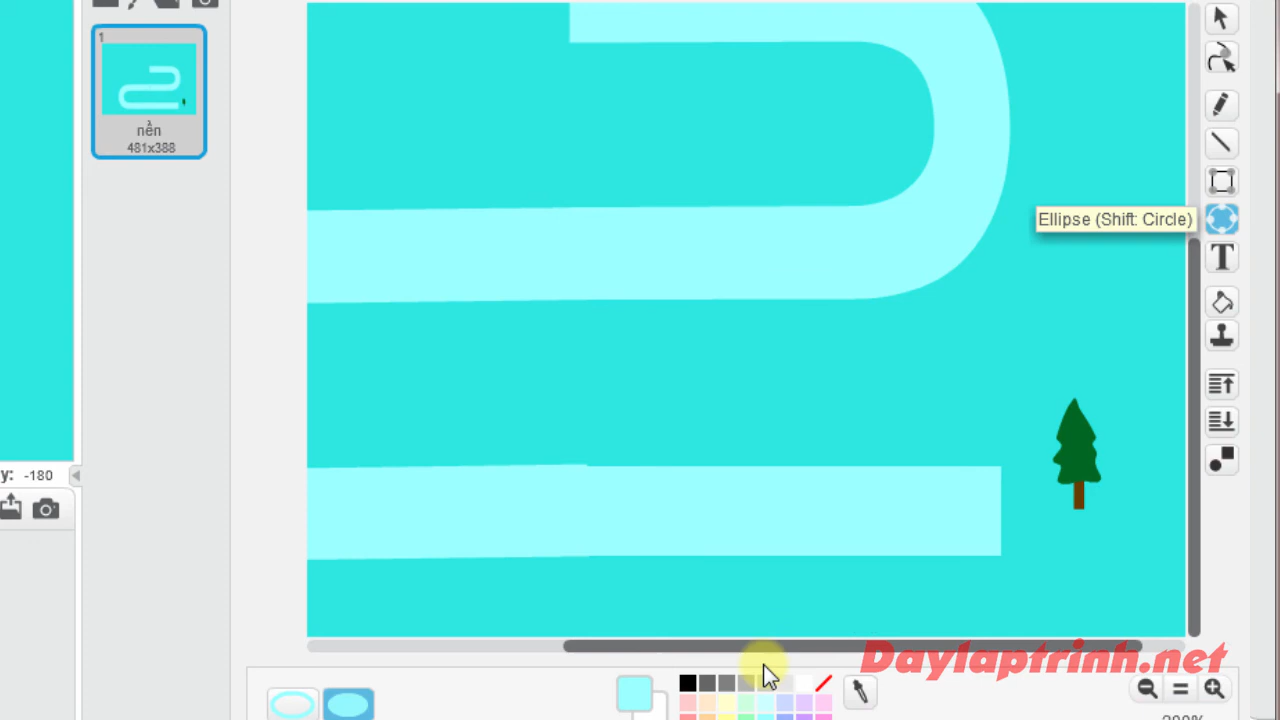 1
nền
481x388
Ellipse (Shift: Circle)
T
y: -180
Daylaptrinh.net